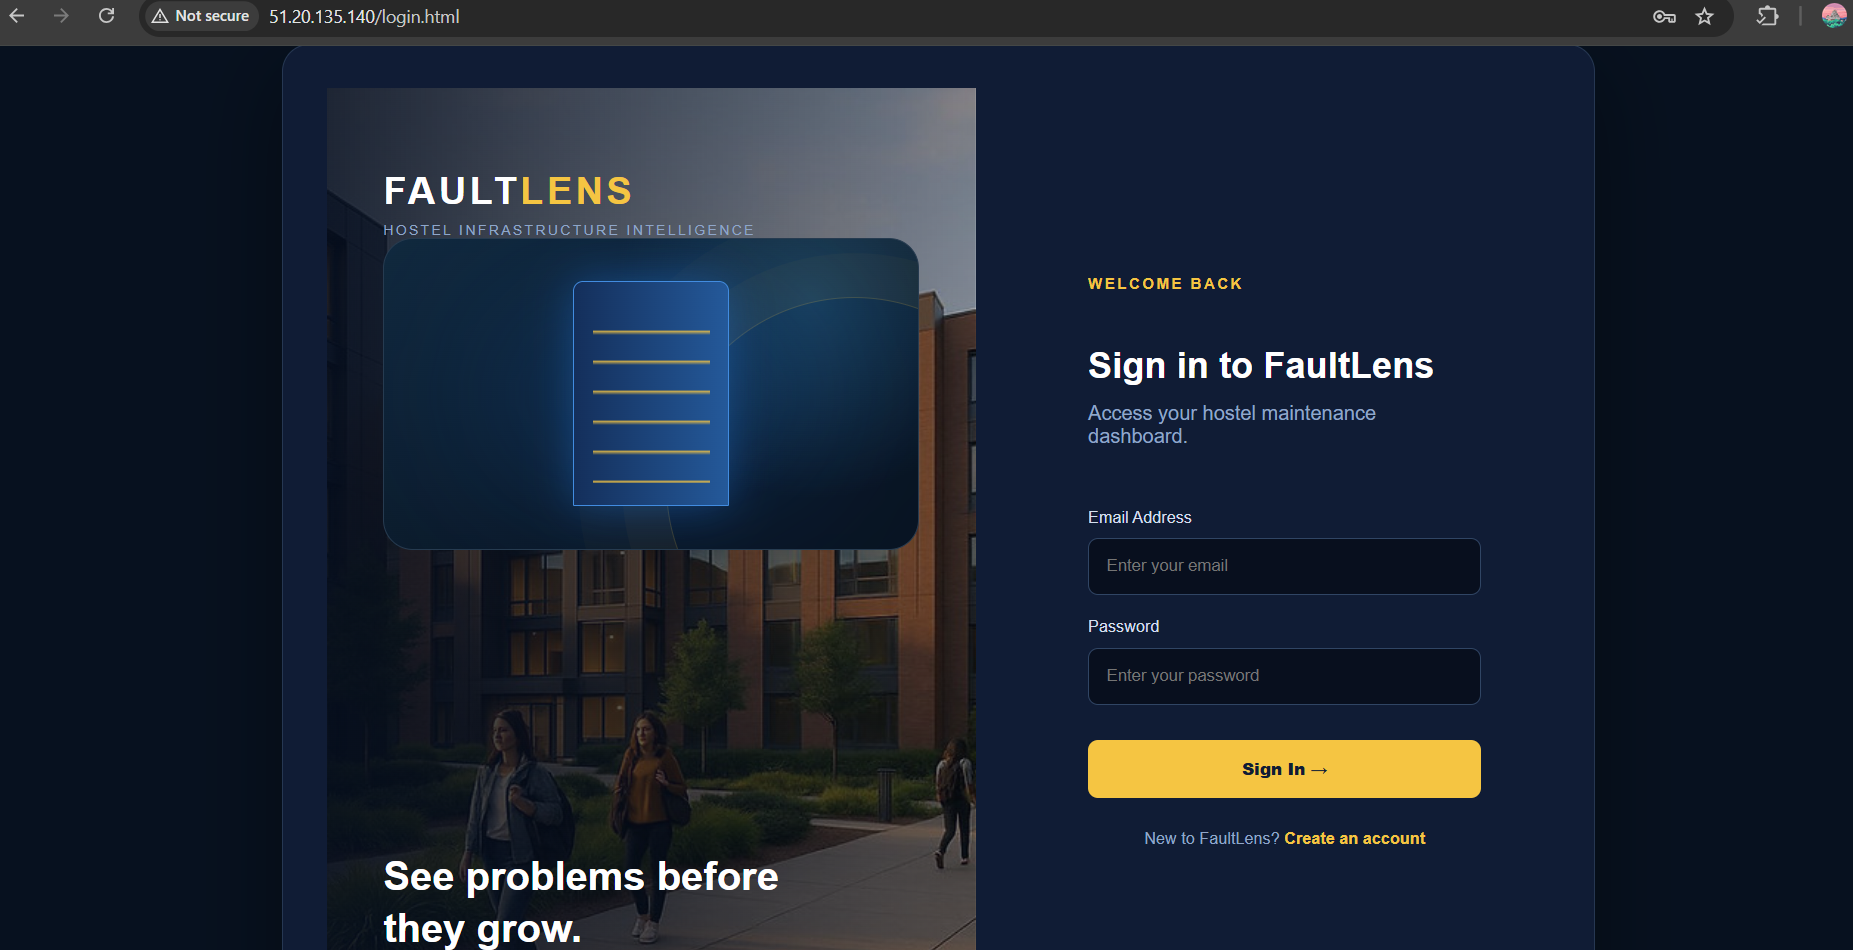 Not secure
51.20.135.140/login.html
FAULTLENS
HOSTEL INFRASTRUCTURE INTELLIGENCE
See problems before
they grow.
WELCOME BACK
Sign in to FaultLens
Access your hostel maintenance
dashboard.
Email Address
Enter your email
Password
Enter your password
Sign In →
New to FaultLens? Create an account